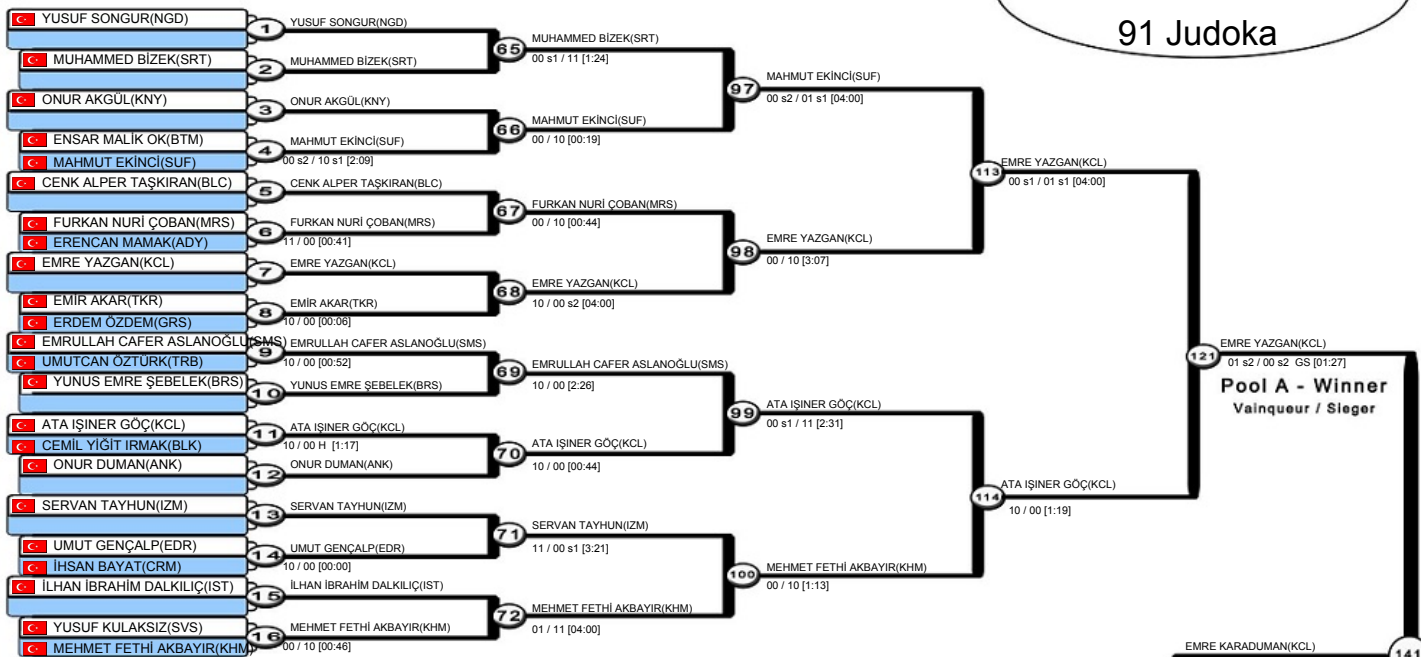 91 Judoka
YUSUF SONGUR(NGD)
MUHAMMED BİZEK(SRT)
ONUR AKGÜL(KNY)
ENSAR MALİK OK(BTM)
MAHMUT EKİNCİ(SUF)
CENK ALPER TAŞKIRAN(BLC)
FURKAN NURİ ÇOBAN(MRS)
ERENCAN MAMAK(ADY)
EMRE YAZGAN(KCL)
EMİR AKAR(TKR)
ERDEM ÖZDEM(GRS)
EMRULLAH CAFER ASLANOĞLU(SMS)
UMUTCAN ÖZTÜRK(TRB)
YUNUS EMRE ŞEBELEK(BRS)
ATA IŞINER GÖÇ(KCL)
CEMİL YİĞİT IRMAK(BLK)
ONUR DUMAN(ANK)
SERVAN TAYHUN(IZM)
UMUT GENÇALP(EDR)
İHSAN BAYAT(CRM)
İLHAN İBRAHİM DALKILIÇ(IST)
YUSUF KULAKSIZ(SVS)
MEHMET FETHİ AKBAYIR(KHM)
1
YUSUF SONGUR(NGD)
2
MUHAMMED BİZEK(SRT)
3
ONUR AKGÜL(KNY)
4
MAHMUT EKİNCİ(SUF)
00 s2 / 10 s1 [2:09]
5
CENK ALPER TAŞKIRAN(BLC)
6
FURKAN NURİ ÇOBAN(MRS)
11 / 00 [00:41]
7
EMRE YAZGAN(KCL)
8
EMİR AKAR(TKR)
10 / 00 [00:06]
9
EMRULLAH CAFER ASLANOĞLU(SMS)
10 / 00 [00:52]
10
YUNUS EMRE ŞEBELEK(BRS)
11
ATA IŞINER GÖÇ(KCL)
10 / 00 H [1:17]
12
ONUR DUMAN(ANK)
13
SERVAN TAYHUN(IZM)
14
UMUT GENÇALP(EDR)
10 / 00 [00:00]
15
İLHAN İBRAHİM DALKILIÇ(IST)
16
MEHMET FETHİ AKBAYIR(KHM)
00 / 10 [00:46]
65
MUHAMMED BİZEK(SRT)
00 s1 / 11 [1:24]
66
MAHMUT EKİNCİ(SUF)
00 / 10 [00:19]
67
FURKAN NURİ ÇOBAN(MRS)
00 / 10 [00:44]
68
EMRE YAZGAN(KCL)
10 / 00 s2 [04:00]
69
EMRULLAH CAFER ASLANOĞLU(SMS)
10 / 00 [2:26]
70
ATA IŞINER GÖÇ(KCL)
10 / 00 [00:44]
71
SERVAN TAYHUN(IZM)
11 / 00 s1 [3:21]
72
MEHMET FETHİ AKBAYIR(KHM)
01 / 11 [04:00]
97
MAHMUT EKİNCİ(SUF)
00 s2 / 01 s1 [04:00]
98
EMRE YAZGAN(KCL)
00 / 10 [3:07]
99
ATA IŞINER GÖÇ(KCL)
00 s1 / 11 [2:31]
100
MEHMET FETHİ AKBAYIR(KHM)
00 / 10 [1:13]
113
EMRE YAZGAN(KCL)
00 s1 / 01 s1 [04:00]
114
ATA IŞINER GÖÇ(KCL)
10 / 00 [1:19]
121
EMRE YAZGAN(KCL)
01 s2 / 00 s2 GS [01:27]
Pool A - Winner
Vainqueur / Sieger
EMRE KARADUMAN(KCL)
141